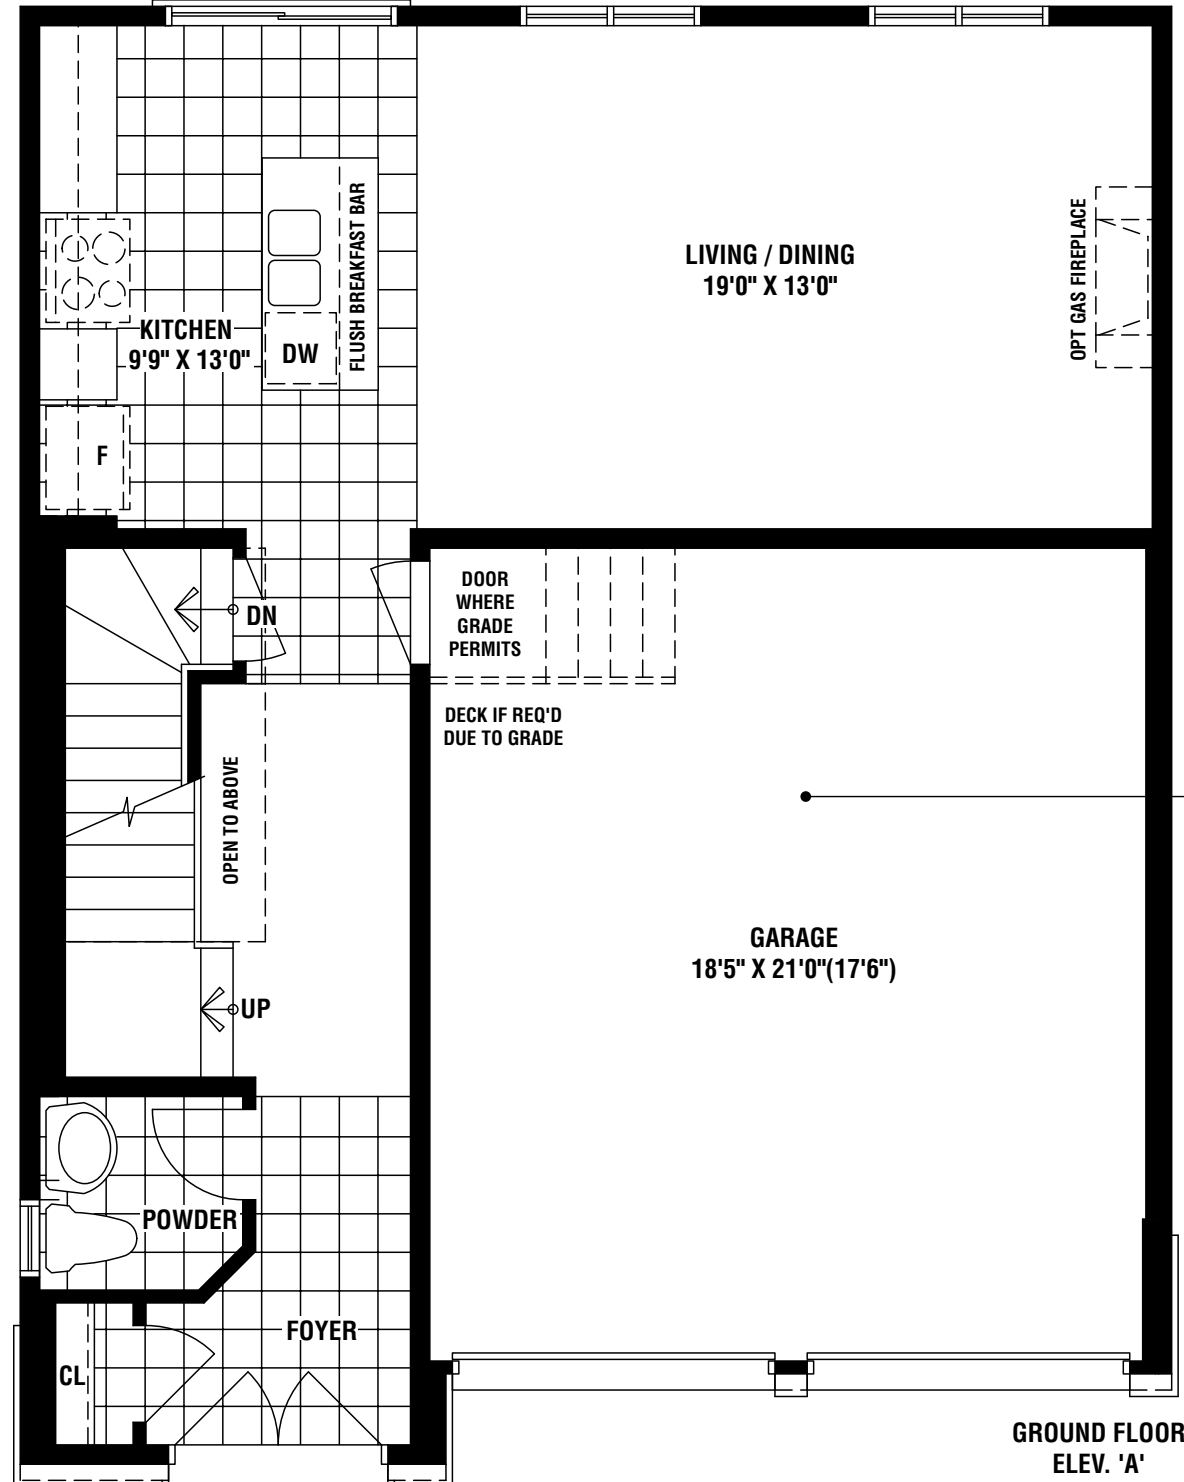 LIVING / DINING
19'0" X 13'0"
OPT GAS FIREPLACE
FLUSH BREAKFAST BAR
KITCHEN
9'9" X 13'0"
DW
F
DN
DOOR
WHERE
GRADE
PERMITS
DECK IF REQ'D
DUE TO GRADE
OPEN TO ABOVE
GARAGE
18'5" X 21'0"(17'6")
UP
POWDER
FOYER
CL
GROUND FLOOR
ELEV. 'A'